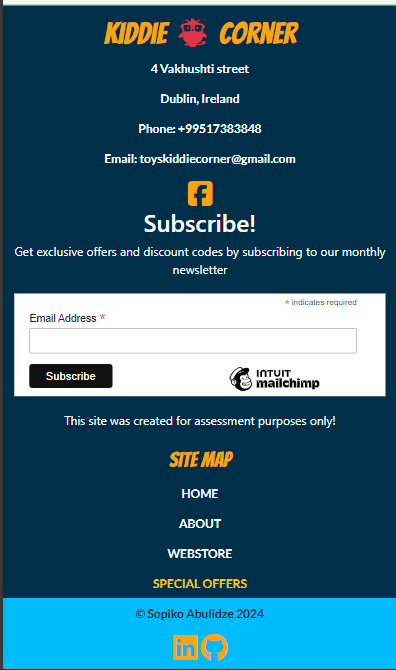 KIDDIE CORNER
4 Vakhushti street
Dublin, Ireland
Phone: +99517383848
Email: toyskiddiecorner@gmail.com
Subscribe!
Get exclusive offers and discount codes by subscribing to our monthly
newsletter
* indicates required
Email Address *
Subscribe
INTUIT
mailchimp
This site was created for assessment purposes only!
SITE MAP
HOME
ABOUT
WEBSTORE
SPECIAL OFFERS
© Sopiko Abulidze 2024